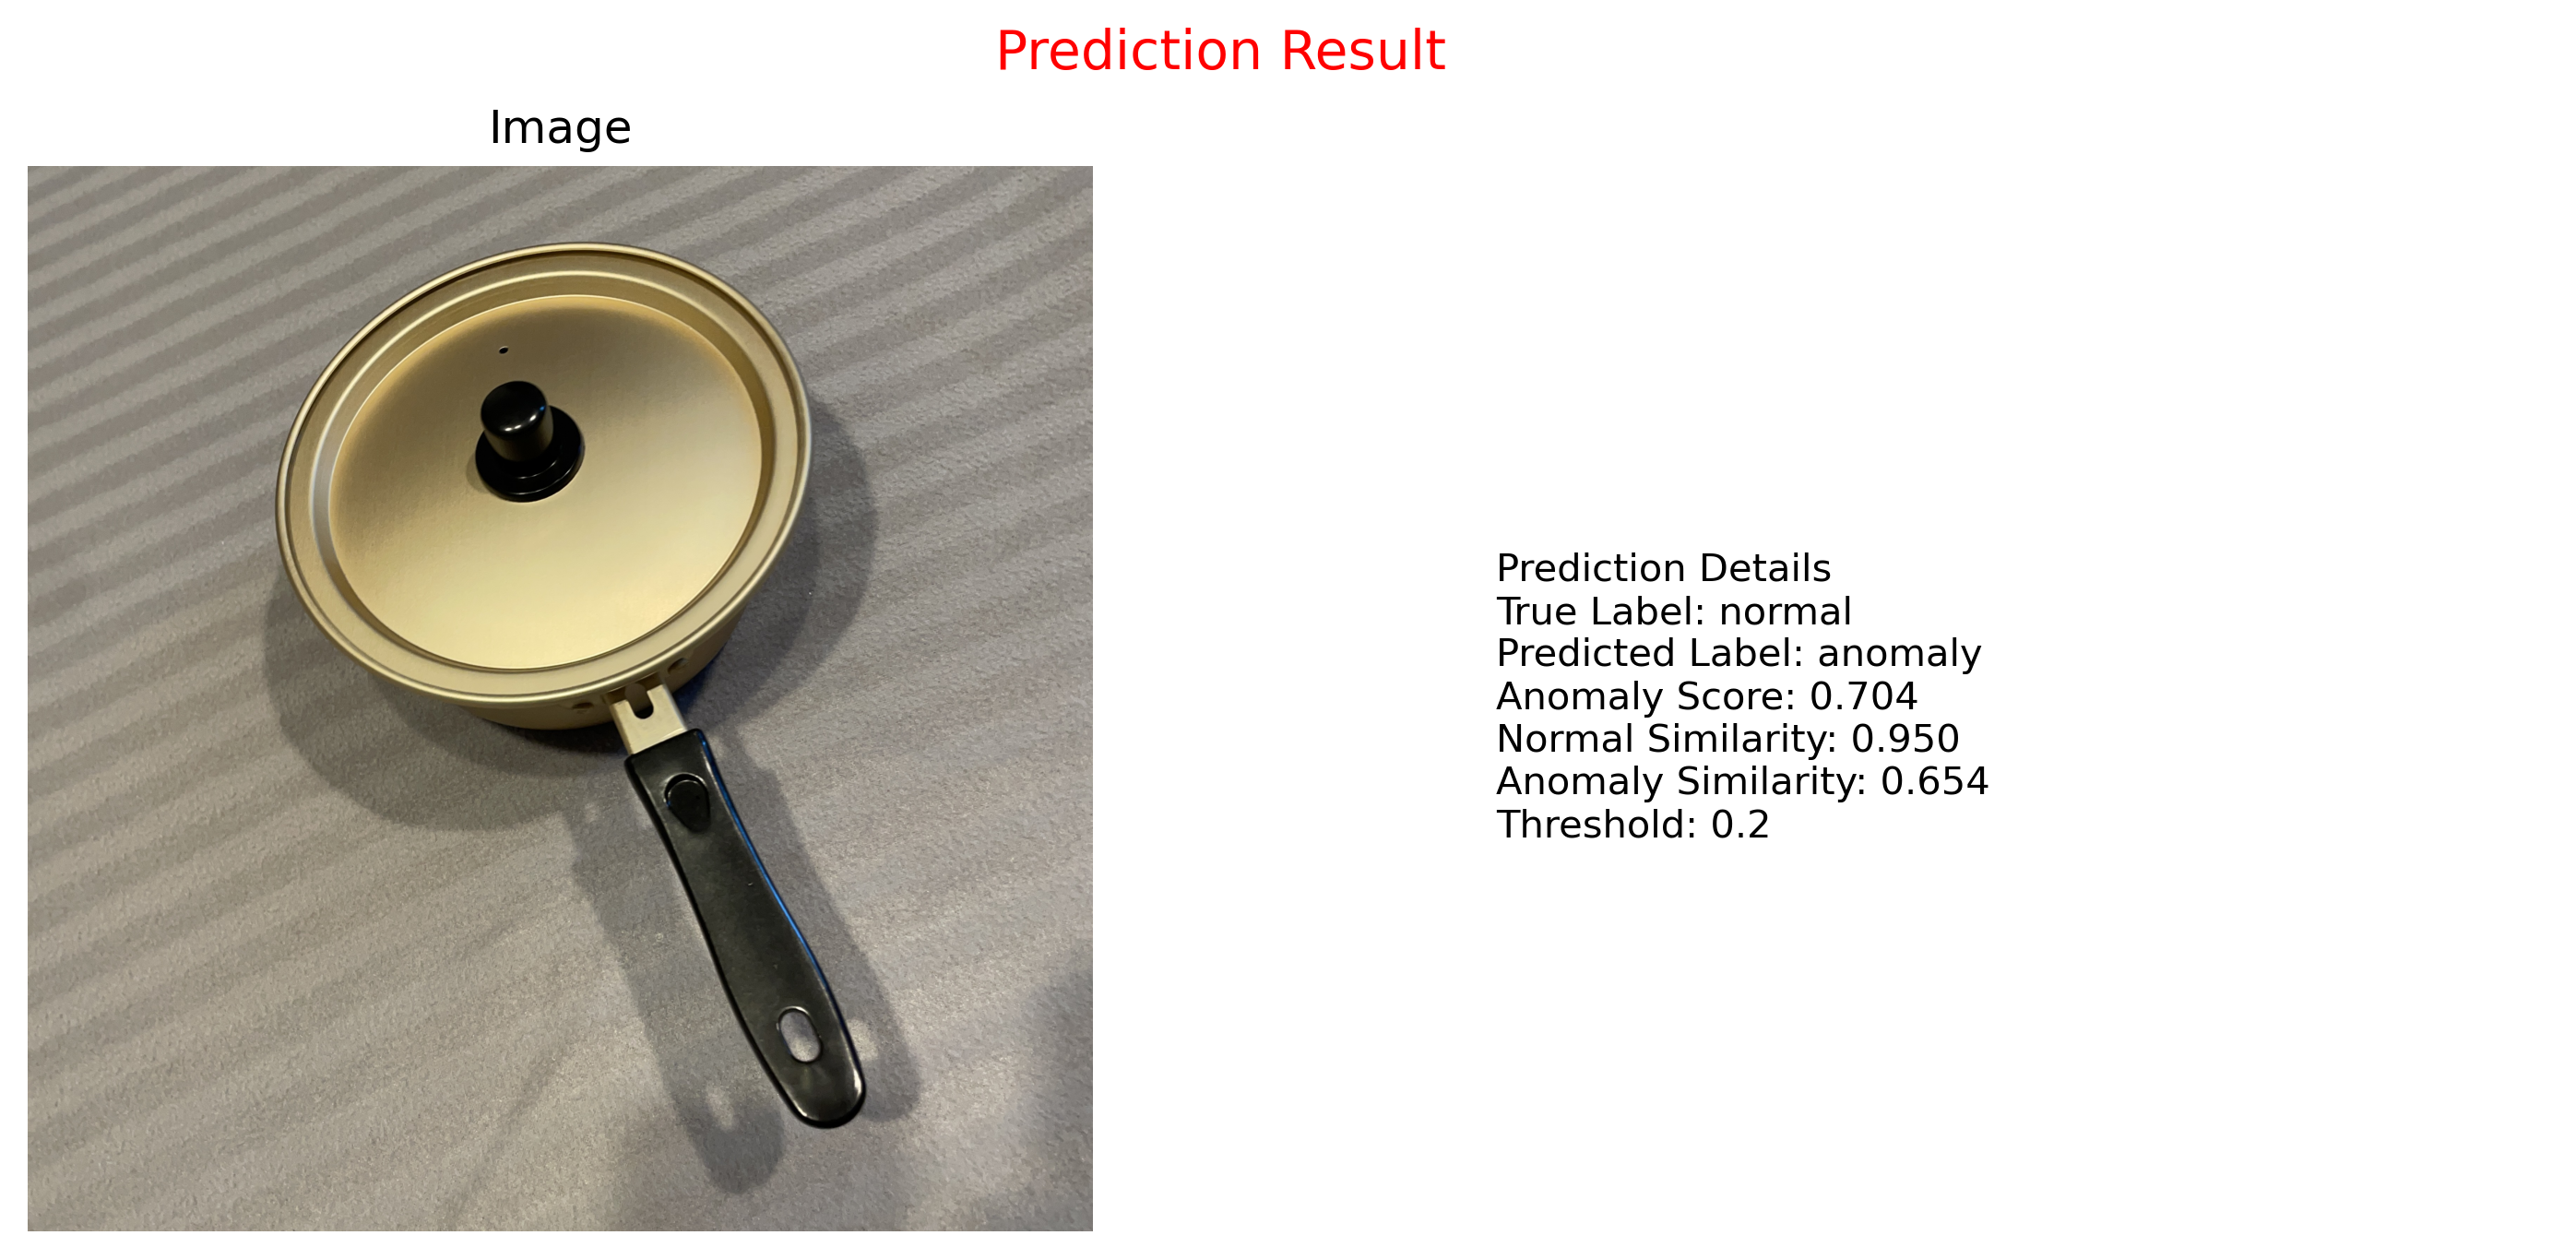 Prediction Result
Image
Prediction Details
True Label: normal
Predicted Label: anomaly
Anomaly Score: 0.704
Normal Similarity: 0.950
Anomaly Similarity: 0.654
Threshold: 0.2